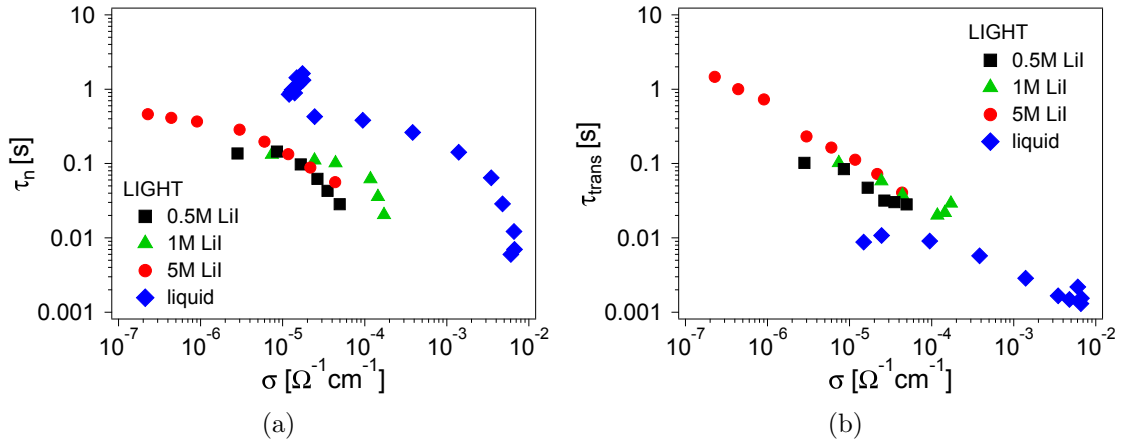 10
1
0.1
0.01
0.001
τn [s]
LIGHT
0.5M LiI
1M LiI
5M LiI
liquid
10-7
10-6
10-5
10-4
10-3
10-2
σ [Ω-1cm-1]
(a)
10
1
0.1
0.01
0.001
τtrans [s]
LIGHT
0.5M LiI
1M LiI
5M LiI
liquid
10-7
10-6
10-5
10-4
10-3
10-2
σ [Ω-1cm-1]
(b)